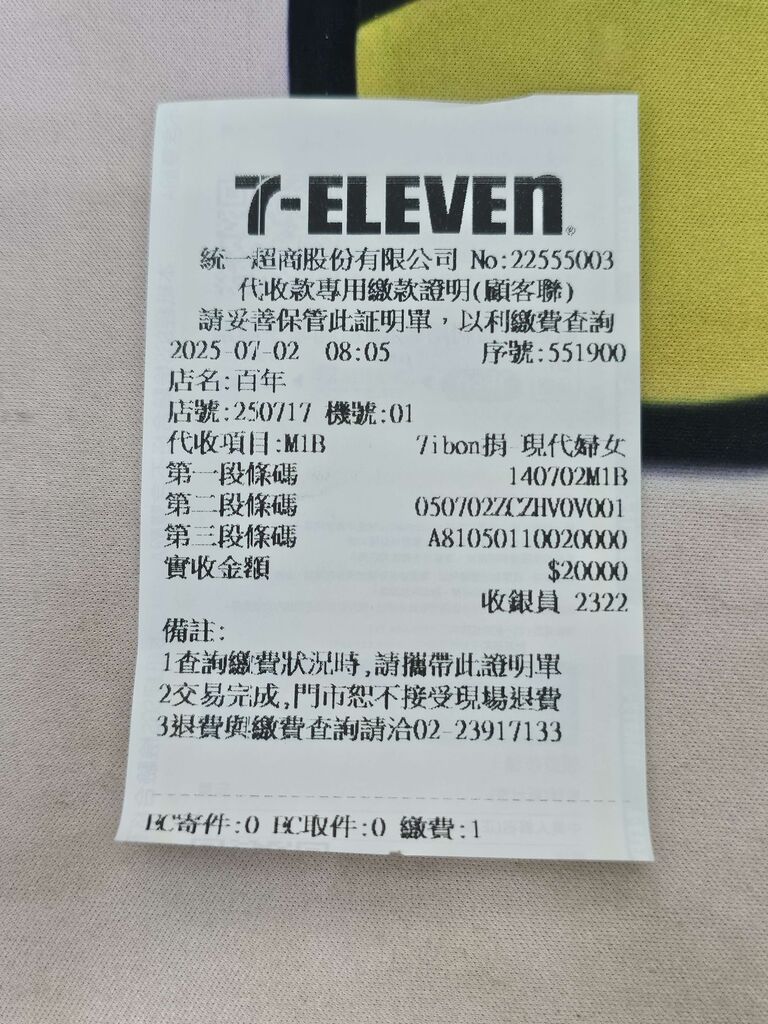 7-ELEVEN®
統一超商股份有限公司 No:22555003
代收款專用繳款證明(顧客聯)
請妥善保管此証明單，以利繳費查詢
2025-07-02 08:05 序號:551900
店名:百年
店號:250717 機號:01
代收項目:M1B 7ibon捐 現代婦女
第一段條碼 140702M1B
第二段條碼 050702ZCZHV0V001
第三段條碼 A81050110020000
實收金額 $20000
收銀員 2322
備註:
1查詢繳費狀況時,請攜帶此證明單
2交易完成,門市恕不接受現場退費
3退費與繳費查詢請洽02-23917133
EC寄件:0 EC取件:0 繳費:1